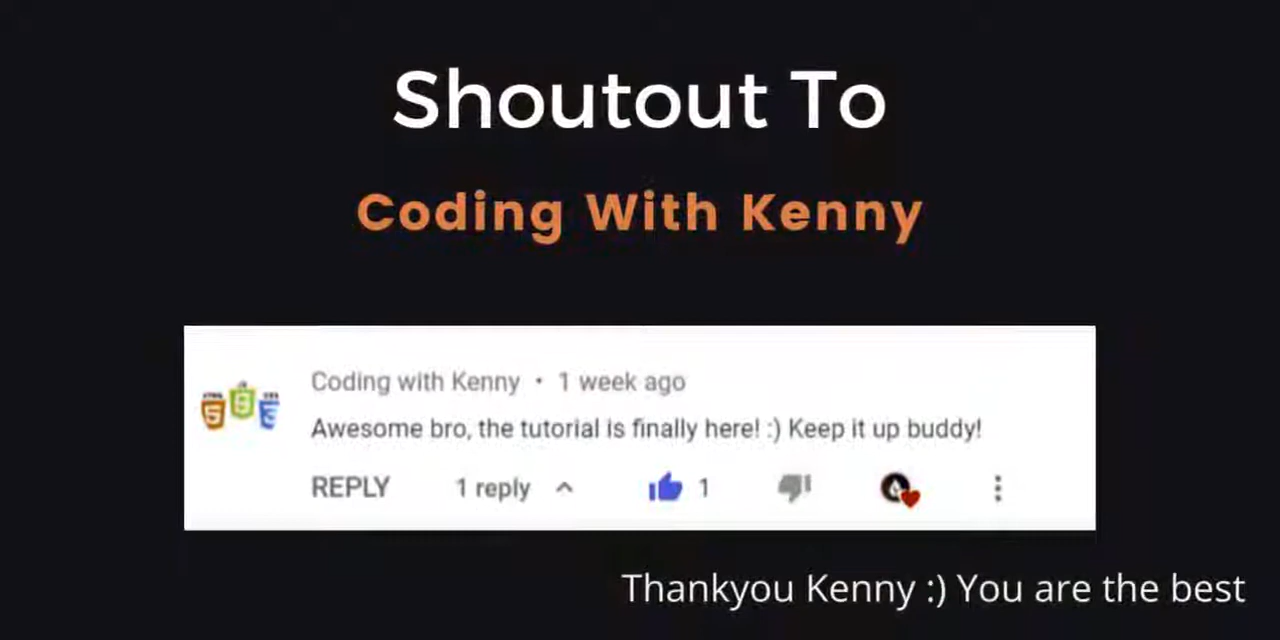 Shoutout To
Coding With Kenny
Coding with Kenny • 1 week ago
Awesome bro, the tutorial is finally here! :) Keep it up buddy!
REPLY 1 reply 1
Thankyou Kenny :) You are the best